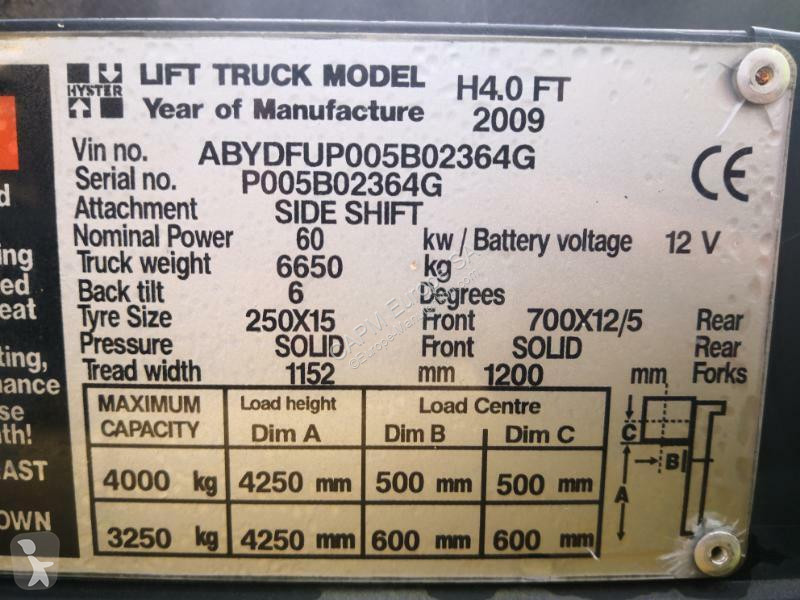 HYSTER LIFT TRUCK MODEL H4.0 FT
Year of Manufacture 2009
Vin no. ABYDFUP005B02364G
Serial no. P005B02364G
CE
Attachment SIDE SHIFT
Nominal Power 60 kw / Battery voltage 12 V
Truck weight 6650 kg
Back tilt 6 Degrees
Tyre Size 250X15 Front 700X12/5 Rear
Pressure SOLID Front SOLID Rear
Tread width 1152 mm 1200 mm Forks
MAXIMUM CAPACITY Load height Dim A Load Centre Dim B Dim C
4000 kg 4250 mm 500 mm 500 mm
3250 kg 4250 mm 600 mm 600 mm
C
B
A
d
ing
ed
eat
ting,
nance
se
th!
AST
OWN